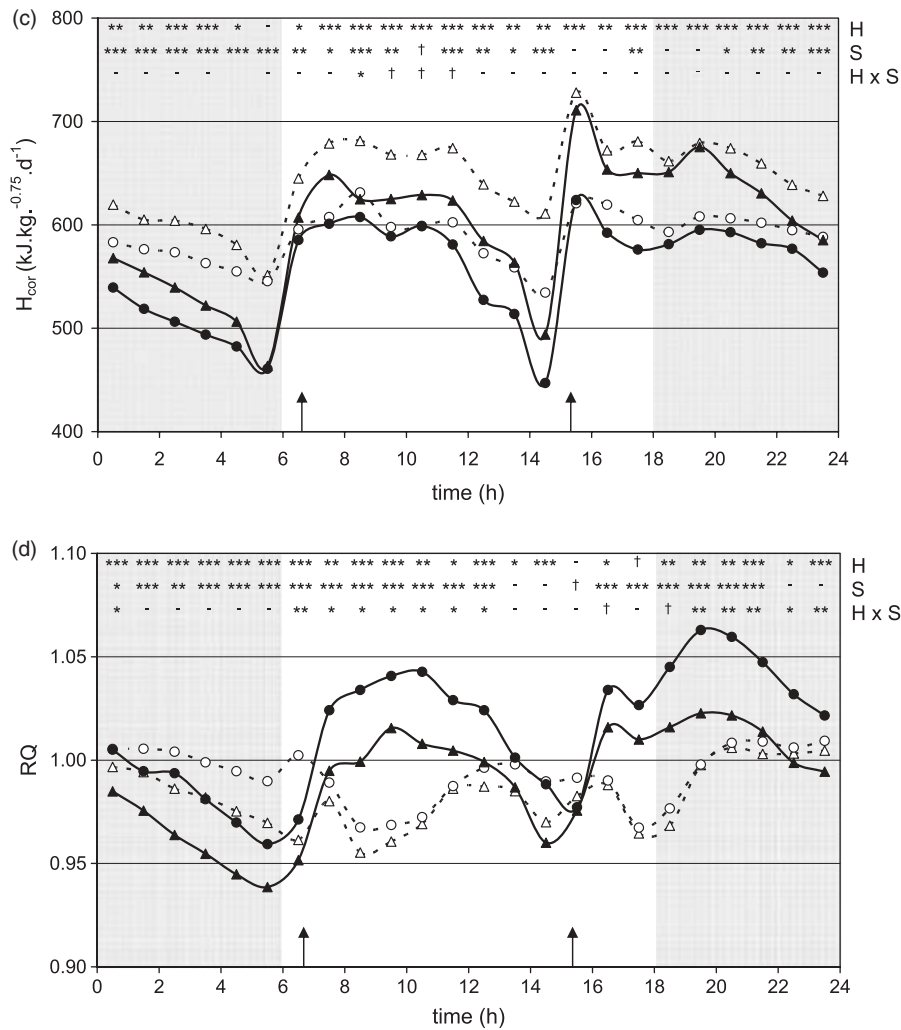 (c)
800
** ** *** *** * - ** ** *** *** *** *** *** *** *** *** *** *** *** *** *** *** *** *** H
*** *** *** *** *** *** ** * *** ** † *** ** * *** - - ** - - * ** ** *** S
- - - - - - - - * † † † - - - - - - - - - - - - H x S
700
600
500
400
H_cor (kJ.kg.^-0.75.d^-1)
0 2 4 6 8 10 12 14 16 18 20 22 24
time (h)
(d)
1.10
*** *** *** *** *** *** *** ** *** *** ** *** *** * *** - * † ** *** *** *** * *** H
* *** ** *** *** *** *** *** *** *** *** *** *** - - † *** *** *** *** *** *** - - S
* - - - - - ** * * * * * * - - - † - † ** ** ** * ** H x S
1.05
1.00
0.95
0.90
RQ
0 2 4 6 8 10 12 14 16 18 20 22 24
time (h)